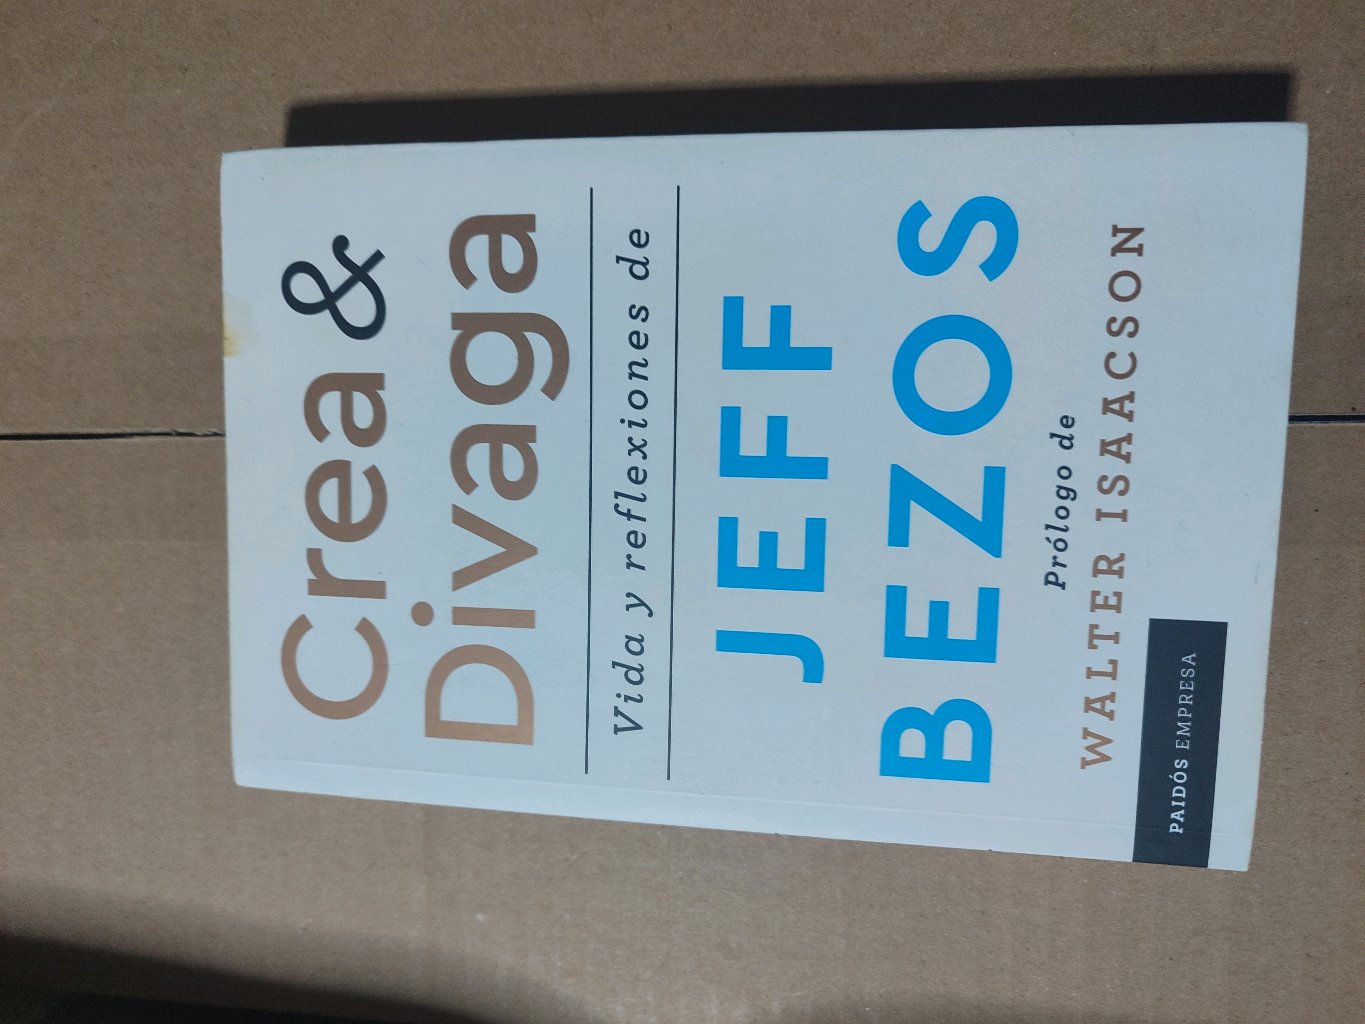 Crea &
Divaga
Vida y reflexiones de
JEFF
BEZOS
Prólogo de
WALTER ISAACSON
PAIDÓS EMPRESA